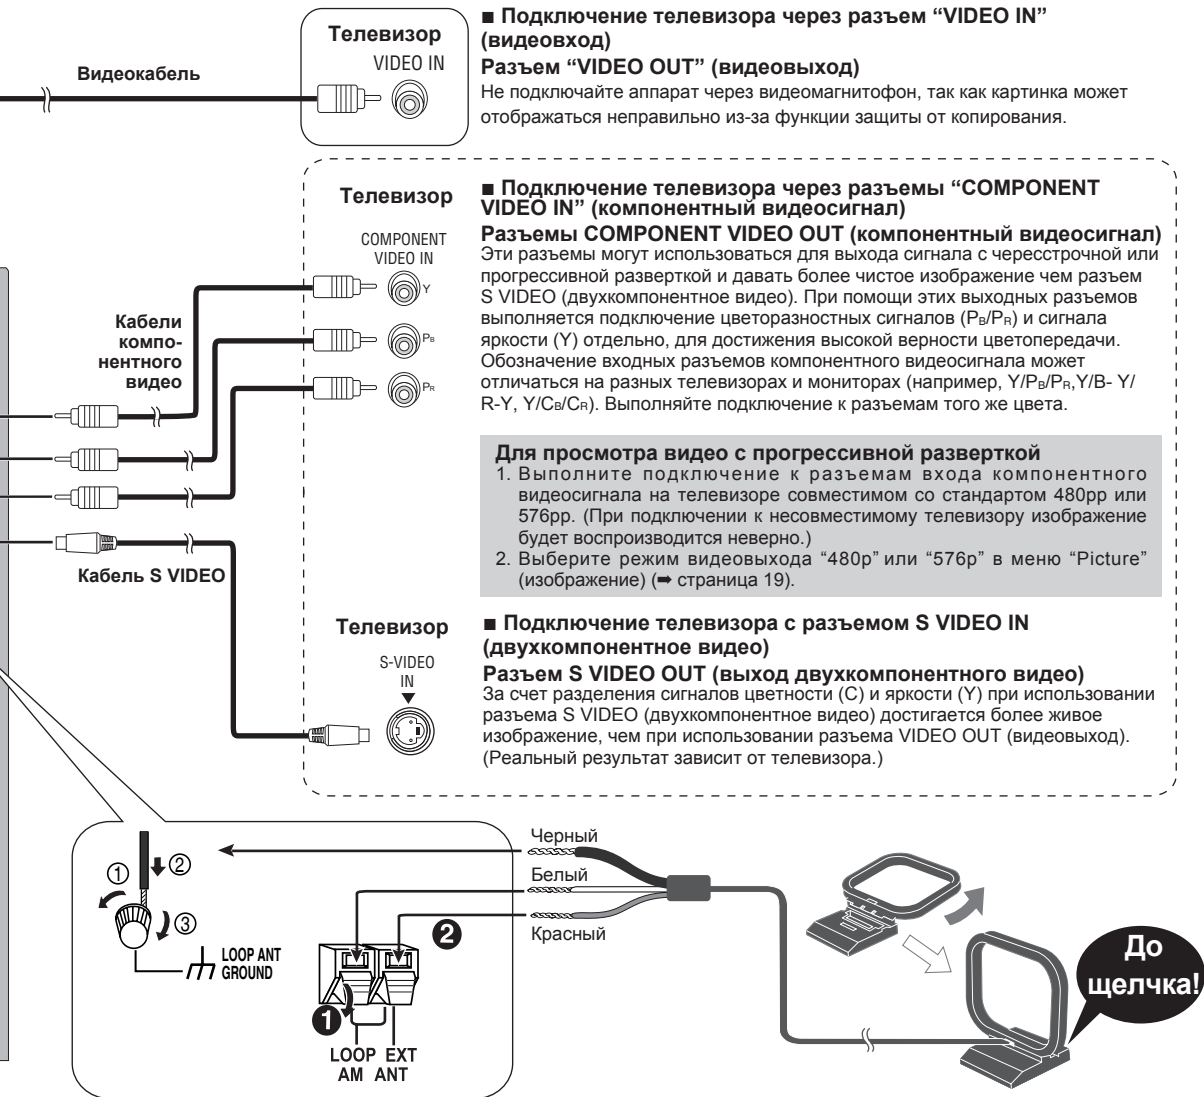 Телевизор
VIDEO IN
Видеокабель
■ Подключение телевизора через разъем “VIDEO IN”
(видеовход)
Разъем “VIDEO OUT” (видеовыход)
Не подключайте аппарат через видеомагнитофон, так как картинка может
отображаться неправильно из-за функции защиты от копирования.
Телевизор
COMPONENT
VIDEO IN
Y
PB
PR
Кабели
компо-
нентного
видео
■ Подключение телевизора через разъемы “COMPONENT
VIDEO IN” (компонентный видеосигнал)
Разъемы COMPONENT VIDEO OUT (компонентный видеосигнал)
Эти разъемы могут использоваться для выхода сигнала с чересстрочной или
прогрессивной разверткой и давать более чистое изображение чем разъем
S VIDEO (двухкомпонентное видео). При помощи этих выходных разъемов
выполняется подключение цветоразностных сигналов (PB/PR) и сигнала
яркости (Y) отдельно, для достижения высокой верности цветопередачи.
Обозначение входных разъемов компонентного видеосигнала может
отличаться на разных телевизорах и мониторах (например, Y/PB/PR,Y/B- Y/
R-Y, Y/CB/CR). Выполняйте подключение к разъемам того же цвета.
Для просмотра видео с прогрессивной разверткой
1. Выполните подключение к разъемам входа компонентного
видеосигнала на телевизоре совместимом со стандартом 480pp или
576pp. (При подключении к несовместимому телевизору изображение
будет воспроизводится неверно.)
2. Выберите режим видеовыхода “480p” или “576p” в меню “Picture”
(изображение) (➡ страница 19).
Кабель S VIDEO
Телевизор
S-VIDEO
IN
■ Подключение телевизора с разъемом S VIDEO IN
(двухкомпонентное видео)
Разъем S VIDEO OUT (выход двухкомпонентного видео)
За счет разделения сигналов цветности (C) и яркости (Y) при использовании
разъема S VIDEO (двухкомпонентное видео) достигается более живое
изображение, чем при использовании разъема VIDEO OUT (видеовыход).
(Реальный результат зависит от телевизора.)
①
②
③
LOOP ANT
GROUND
Черный
Белый
Красный
❷
❶
LOOP EXT
AM ANT
До
щелчка!